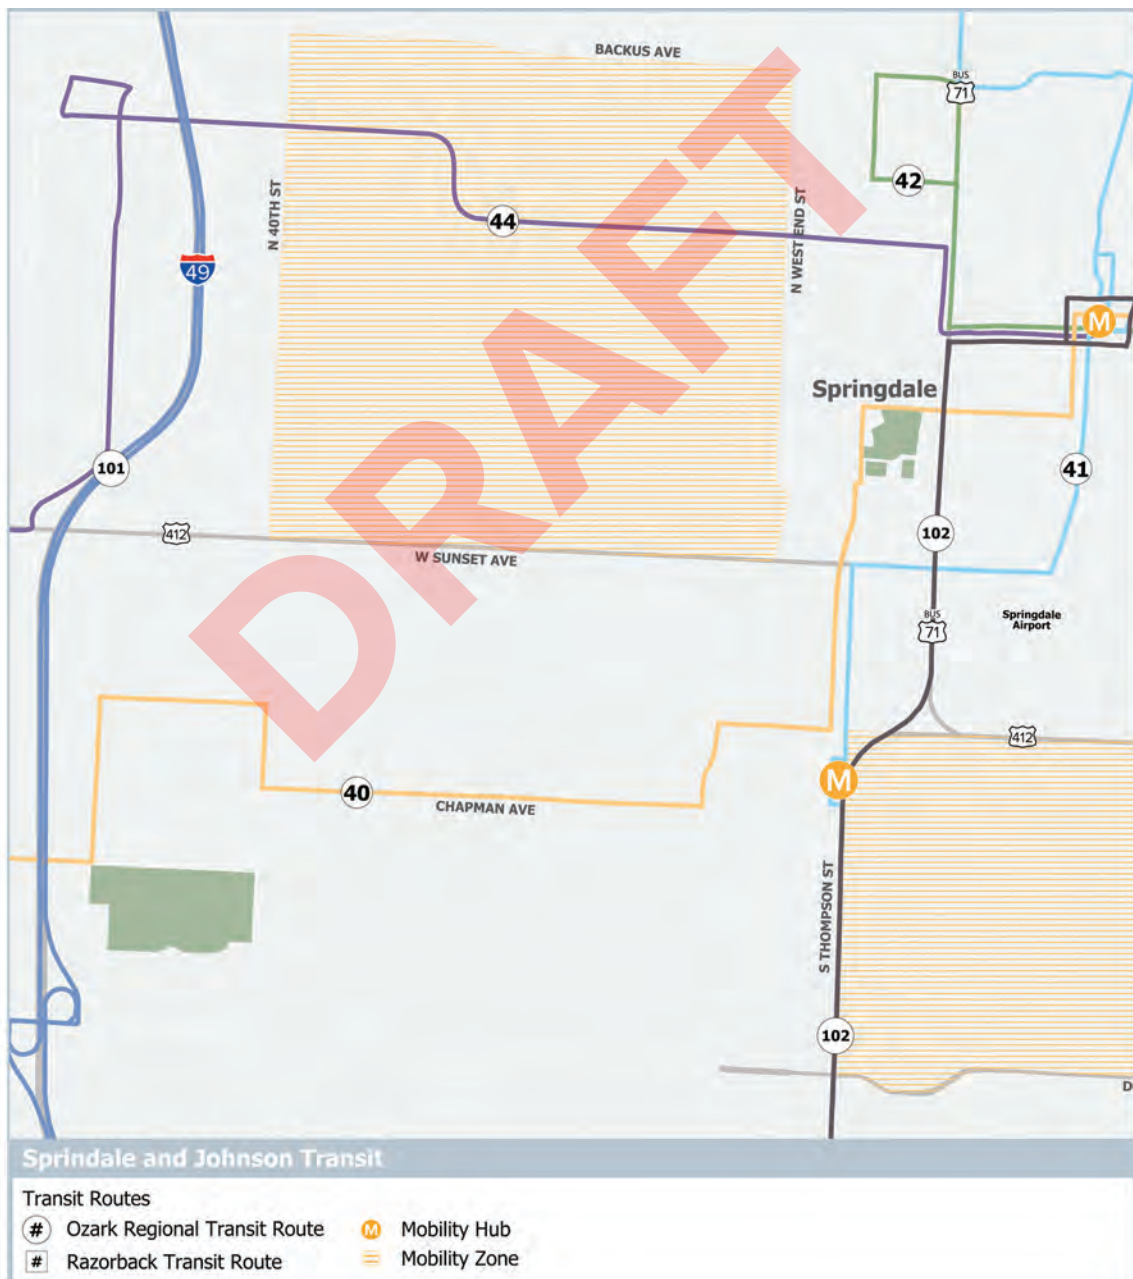 BACKUS AVE
BUS
71
42
N 40TH ST
44
N WEST END ST
49
M
Springdale
101
41
412
102
W SUNSET AVE
BUS
71
Springdale
Airport
412
M
40
CHAPMAN AVE
S THOMPSON ST
102
D
DRAFT
Sprindale and Johnson Transit
Transit Routes
# Ozark Regional Transit Route
M Mobility Hub
# Razorback Transit Route
Mobility Zone